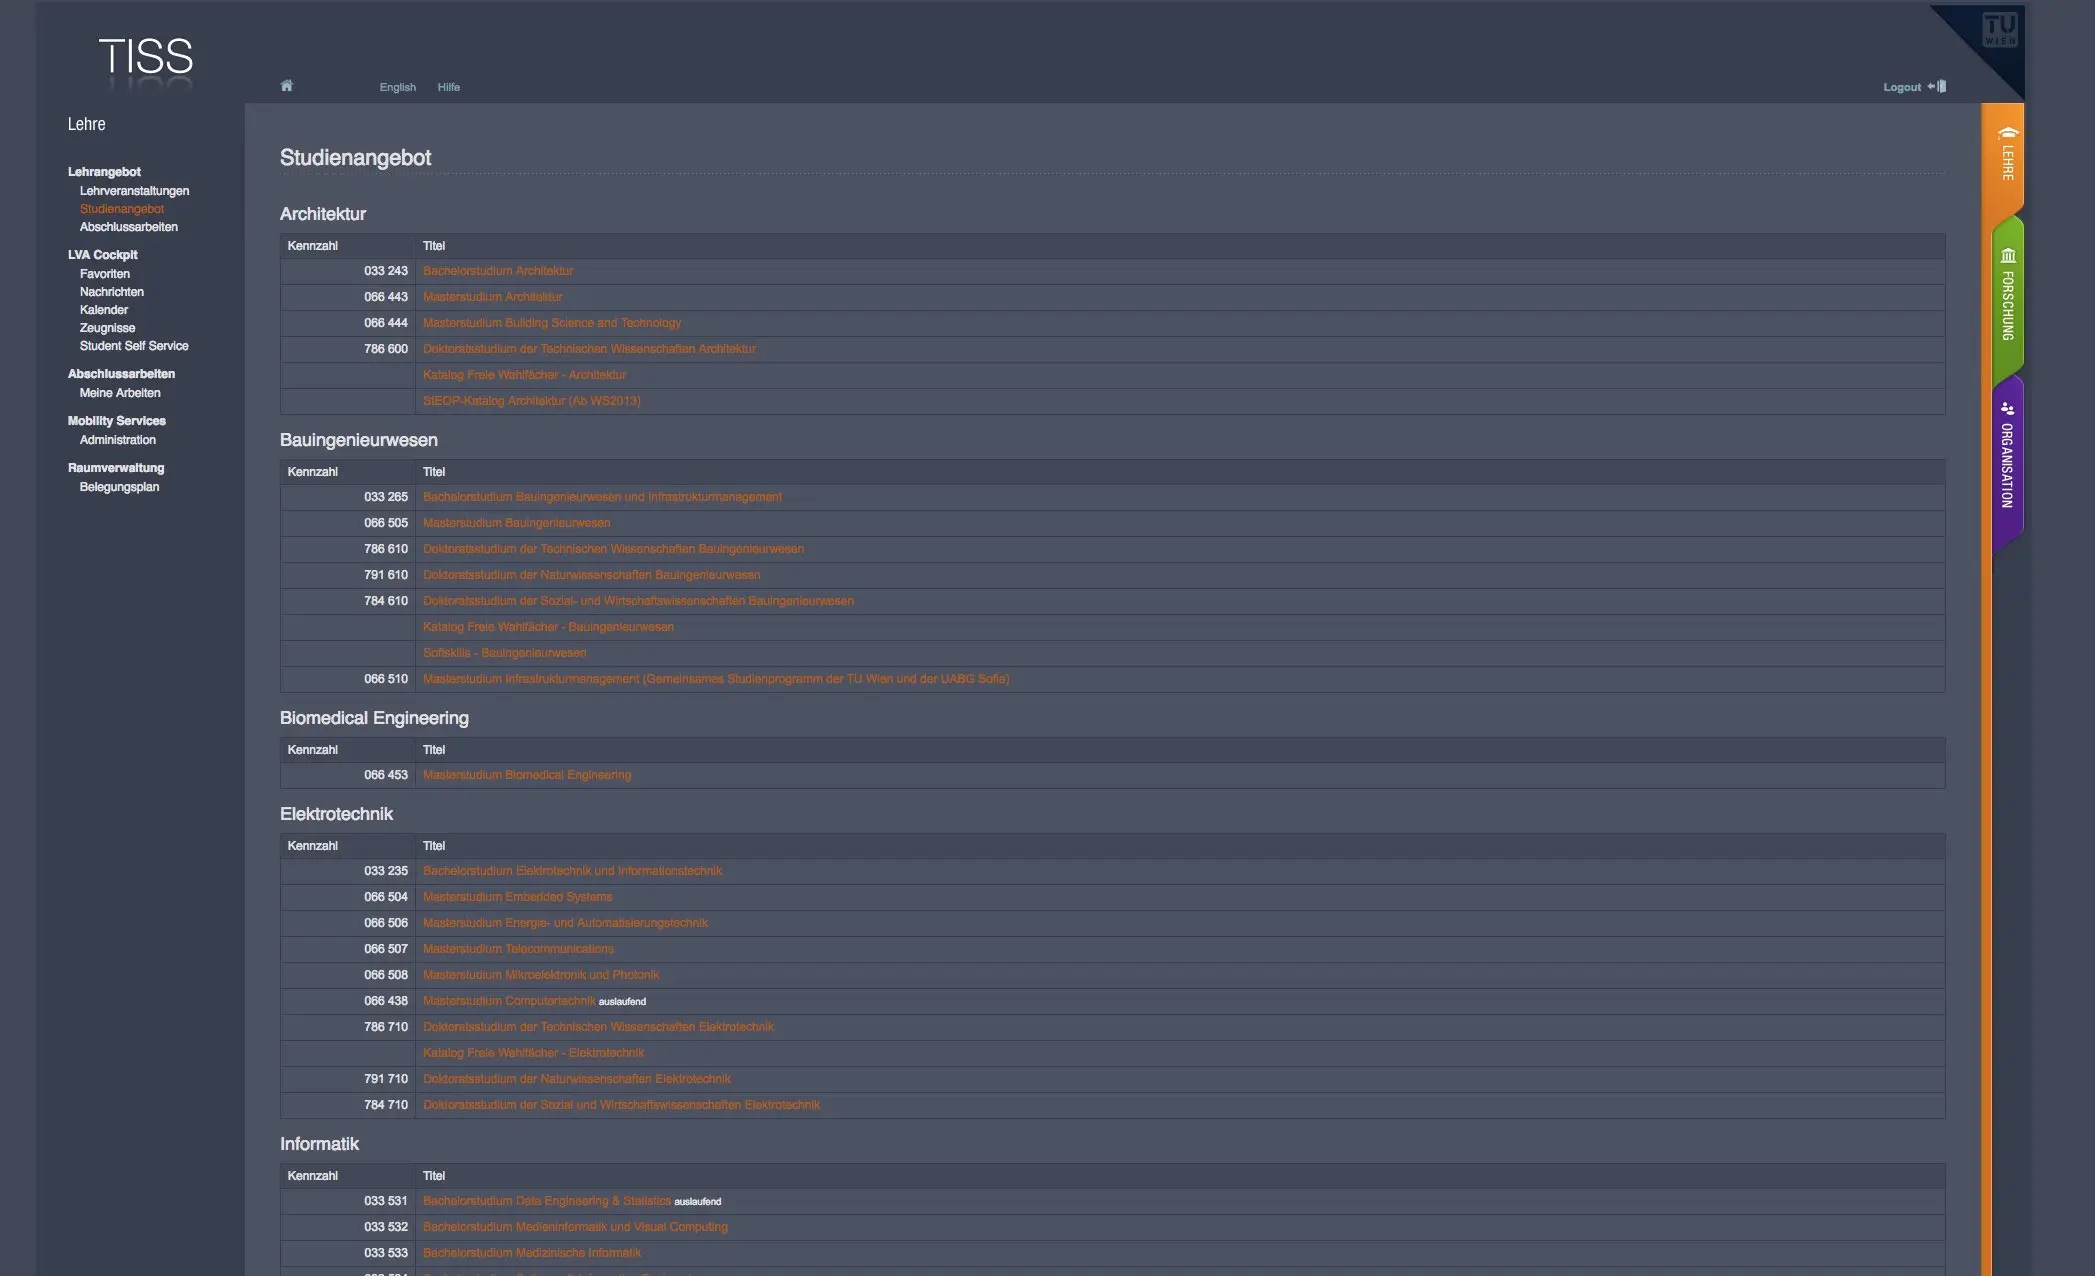 TU
WIEN
TISS
English Hilfe
Logout
Lehre
Lehrangebot
Lehrveranstaltungen
Studienangebot
Abschlussarbeiten
LVA Cockpit
Favoriten
Nachrichten
Kalender
Zeugnisse
Student Self Service
Abschlussarbeiten
Meine Arbeiten
Mobility Services
Administration
Raumverwaltung
Belegungsplan
Studienangebot
Architektur
Kennzahl Titel
033 243 Bachelorstudium Architektur
066 443 Masterstudium Architektur
066 444 Masterstudium Building Science and Technology
786 600 Doktoratsstudium der Technischen Wissenschaften Architektur
Katalog Freie Wahlfächer - Architektur
StEOP-Katalog Architektur (Ab WS2013)
Bauingenieurwesen
Kennzahl Titel
033 265 Bachelorstudium Bauingenieurwesen und Infrastrukturmanagement
066 505 Masterstudium Bauingenieurwesen
786 610 Doktoratsstudium der Technischen Wissenschaften Bauingenieurwesen
791 610 Doktoratsstudium der Naturwissenschaften Bauingenieurwesen
784 610 Doktoratsstudium der Sozial- und Wirtschaftswissenschaften Bauingenieurwesen
Katalog Freie Wahlfächer - Bauingenieurwesen
Softskills - Bauingenieurwesen
066 510 Masterstudium Infrastrukturmanagement (Gemeinsames Studienprogramm der TU Wien und der UABG Sofia)
Biomedical Engineering
Kennzahl Titel
066 453 Masterstudium Biomedical Engineering
Elektrotechnik
Kennzahl Titel
033 235 Bachelorstudium Elektrotechnik und Informationstechnik
066 504 Masterstudium Embedded Systems
066 506 Masterstudium Energie- und Automatisierungstechnik
066 507 Masterstudium Telecommunications
066 508 Masterstudium Mikroelektronik und Photonik
066 438 Masterstudium Computertechnik auslaufend
786 710 Doktoratsstudium der Technischen Wissenschaften Elektrotechnik
Katalog Freie Wahlfächer - Elektrotechnik
791 710 Doktoratsstudium der Naturwissenschaften Elektrotechnik
784 710 Doktoratsstudium der Sozial und Wirtschaftswissenschaften Elektrotechnik
Informatik
Kennzahl Titel
033 531 Bachelorstudium Data Engineering & Statistics auslaufend
033 532 Bachelorstudium Medieninformatik und Visual Computing
033 533 Bachelorstudium Medizinische Informatik
LEHRE
FORSCHUNG
ORGANISATION